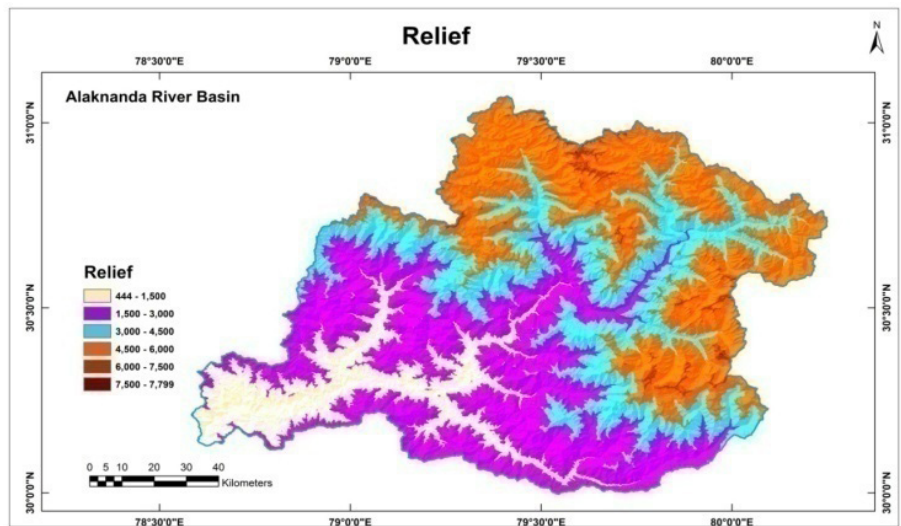 Relief
N
78°30'0"E 79°0'0"E 79°30'0"E 80°0'0"E
Alaknanda River Basin
31°0'0"N
31°0'0"N
Relief
444 - 1,500
1,500 - 3,000
3,000 - 4,500
4,500 - 6,000
6,000 - 7,500
7,500 - 7,799
30°30'0"N
30°30'0"N
0 5 10 20 30 40
Kilometers
30°0'0"N
30°0'0"N
78°30'0"E 79°0'0"E 79°30'0"E 80°0'0"E